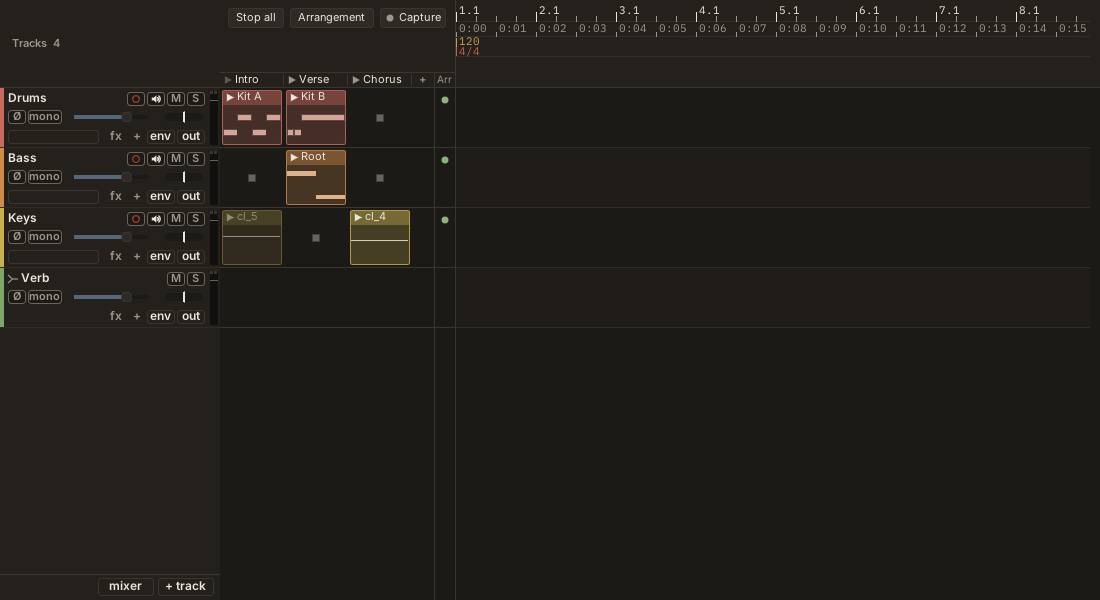 Stop all Arrangement Capture
1.1 2.1 3.1 4.1 5.1 6.1 7.1 8.1
0:00 0:01 0:02 0:03 0:04 0:05 0:06 0:07 0:08 0:09 0:10 0:11 0:12 0:13 0:14 0:15
Tracks 4
120
4/4
Intro Verse Chorus + Arr
Drums M S
Ø mono
fx + env out
Kit A Kit B
Bass M S
Ø mono
fx + env out
Root
Keys M S
Ø mono
fx + env out
cl_5 cl_4
Verb M S
Ø mono
fx + env out
mixer + track